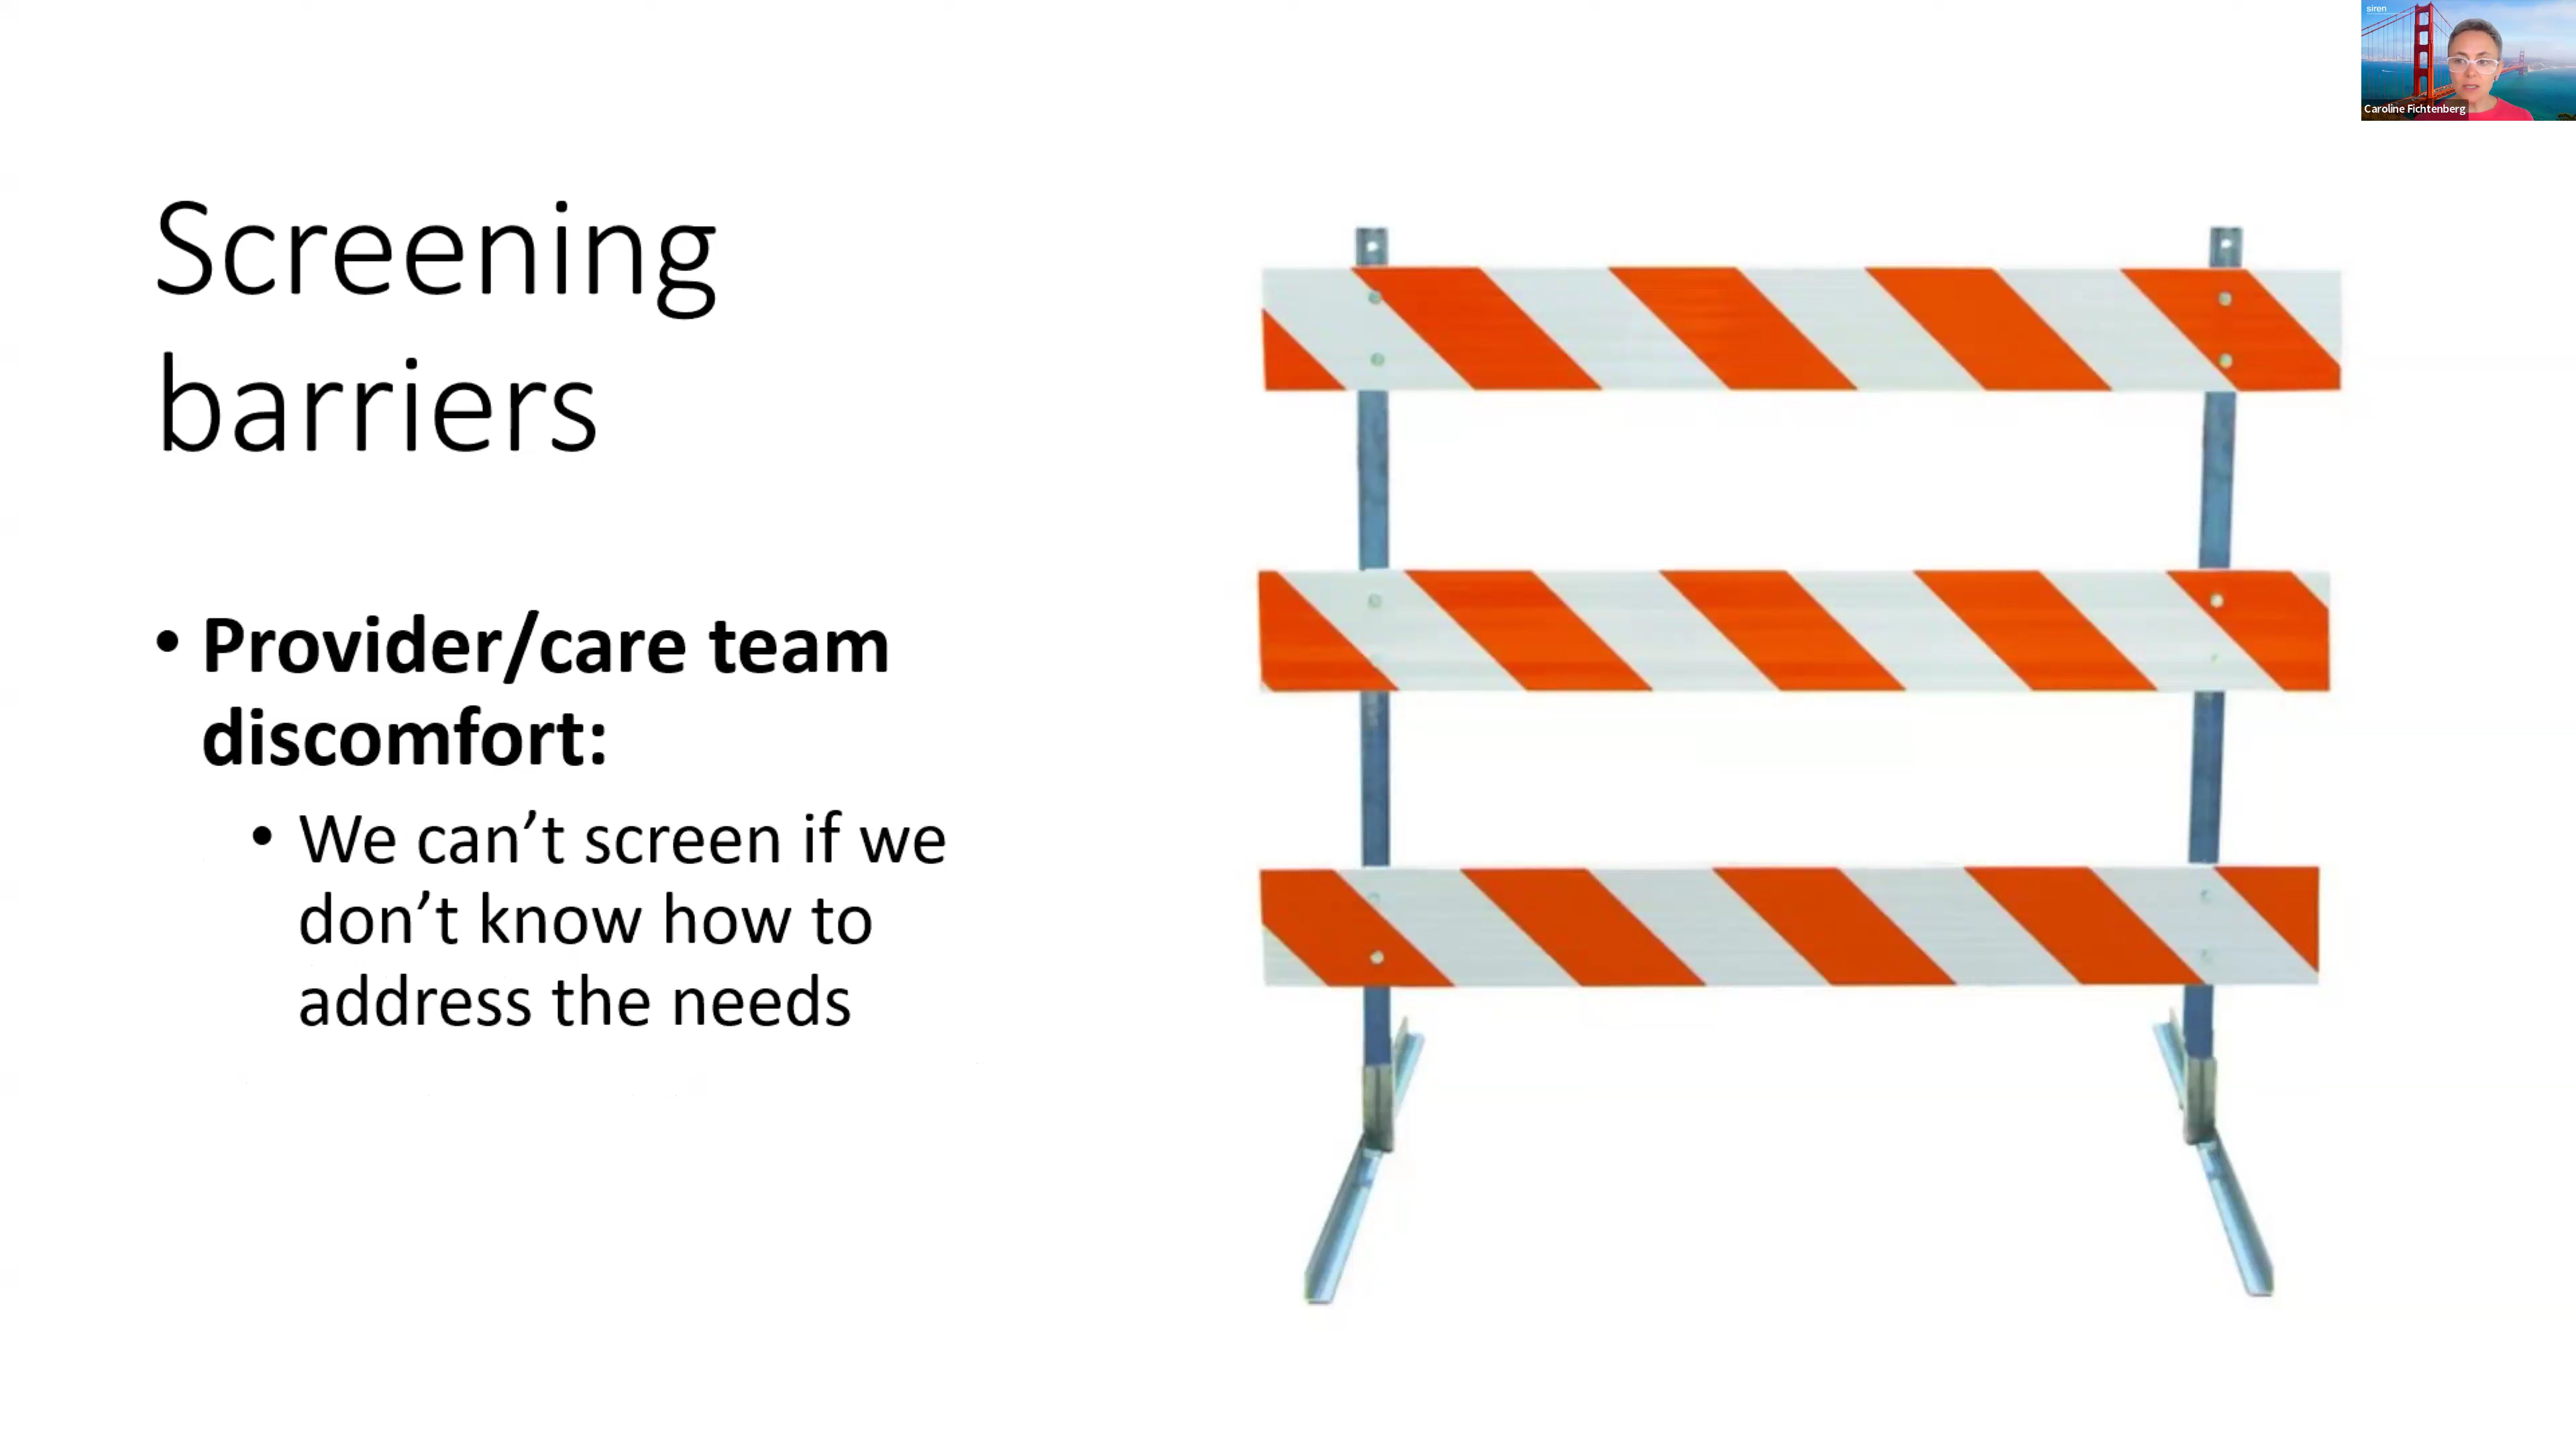 siren
Caroline Fichtenberg
Screening
barriers
• Provider/care team
discomfort:
• We can’t screen if we
don’t know how to
address the needs